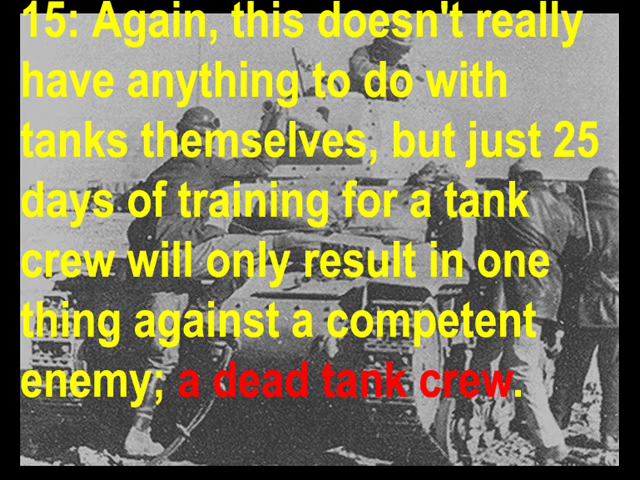 15: Again, this doesn't really
have anything to do with
tanks themselves, but just 25
days of training for a tank
crew will only result in one
thing against a competent
enemy; a dead tank crew.